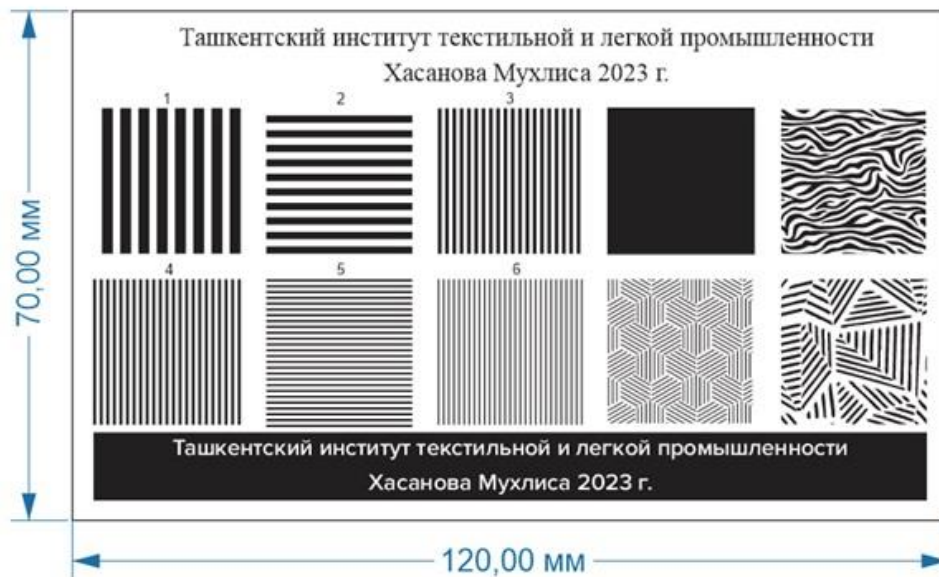 Ташкентский институт текстильной и легкой промышленности
Хасанова Мухлиса 2023 г.
1 2 3
4 5 6
Ташкентский институт текстильной и легкой промышленности
Хасанова Мухлиса 2023 г.
70,00 мм
120,00 мм